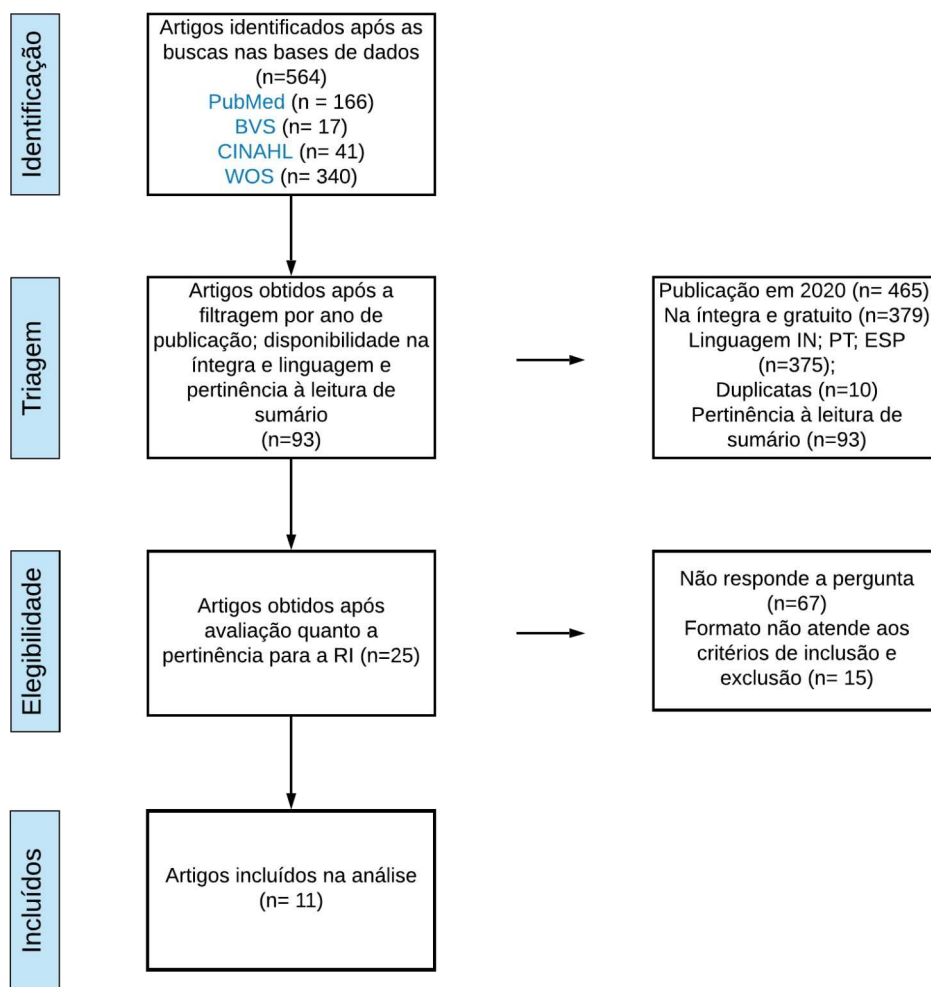 Identificação
Artigos identificados após as
buscas nas bases de dados
(n=564)
PubMed (n = 166)
BVS (n= 17)
CINAHL (n= 41)
WOS (n= 340)
Triagem
Artigos obtidos após a
filtragem por ano de
publicação; disponibilidade na
íntegra e linguagem e
pertinência à leitura de
sumário
(n=93)
Publicação em 2020 (n= 465)
Na íntegra e gratuito (n=379)
Linguagem IN; PT; ESP
(n=375);
Duplicatas (n=10)
Pertinência à leitura de
sumário (n=93)
Elegibilidade
Artigos obtidos após
avaliação quanto a
pertinência para a RI (n=25)
Não responde a pergunta
(n=67)
Formato não atende aos
critérios de inclusão e
exclusão (n= 15)
Incluídos
Artigos incluídos na análise
(n= 11)